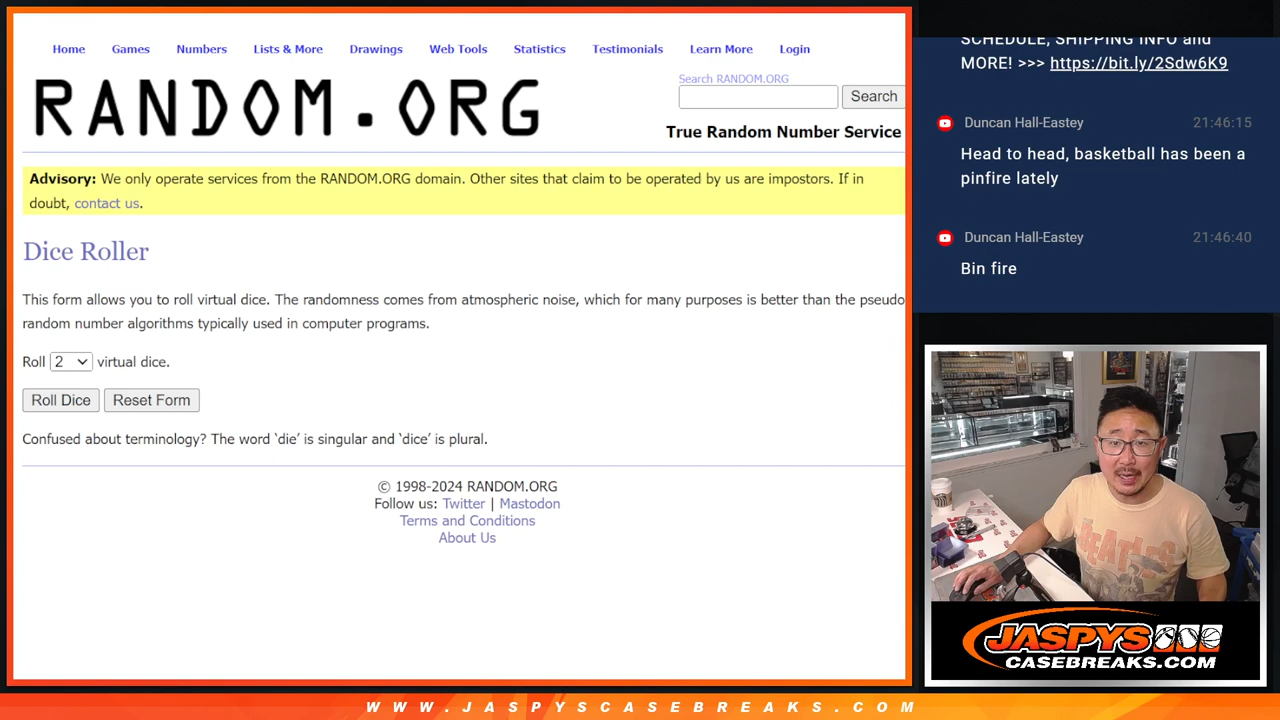 Home Games Numbers Lists & More Drawings Web Tools Statistics Testimonials Learn More Login
RANDOM.ORG
Search RANDOM.ORG
Search
True Random Number Service
Advisory: We only operate services from the RANDOM.ORG domain. Other sites that claim to be operated by us are impostors. If in
doubt, contact us.
Dice Roller
This form allows you to roll virtual dice. The randomness comes from atmospheric noise, which for many purposes is better than the pseudo
random number algorithms typically used in computer programs.
Roll 2 virtual dice.
Roll Dice Reset Form
Confused about terminology? The word ‘die’ is singular and ‘dice’ is plural.
© 1998-2024 RANDOM.ORG
Follow us: Twitter | Mastodon
Terms and Conditions
About Us
SCHEDULE, SHIPPING INFO and
MORE! >>> https://bit.ly/2Sdw6K9
Duncan Hall-Eastey 21:46:15
Head to head, basketball has been a
pinfire lately
Duncan Hall-Eastey 21:46:40
Bin fire
BEATLES
JASPYS
CASEBREAKS.COM
WWW.JASPYSCASEBREAKS.COM